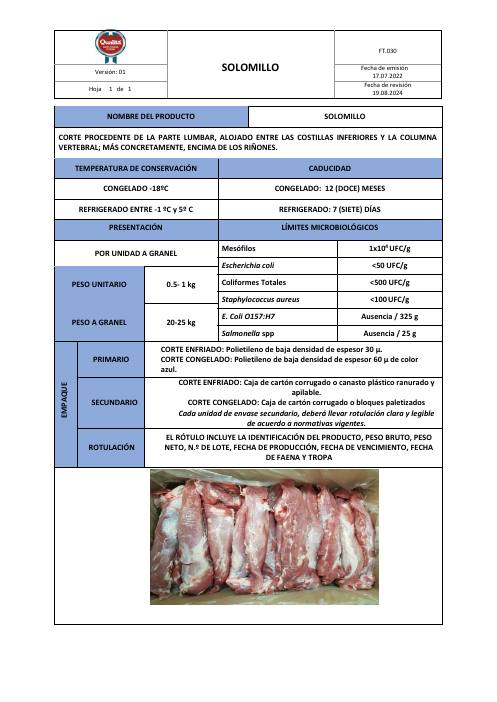 Qualitá
Versión: 01
Hoja 1 de 1
SOLOMILLO
FT.030
Fecha de emisión
17.07.2022
Fecha de revisión
19.08.2024
NOMBRE DEL PRODUCTO
SOLOMILLO
CORTE PROCEDENTE DE LA PARTE LUMBAR, ALOJADO ENTRE LAS COSTILLAS INFERIORES Y LA COLUMNA
VERTEBRAL; MÁS CONCRETAMENTE, ENCIMA DE LOS RIÑONES.
TEMPERATURA DE CONSERVACIÓN
CADUCIDAD
CONGELADO -18ºC
CONGELADO: 12 (DOCE) MESES
REFRIGERADO ENTRE -1 ºC y 5º C
REFRIGERADO: 7 (SIETE) DÍAS
PRESENTACIÓN
LÍMITES MICROBIOLÓGICOS
POR UNIDAD A GRANEL
Mesófilos
1x10⁶ UFC/g
Escherichia coli
<50 UFC/g
PESO UNITARIO
0.5- 1 kg
Coliformes Totales
<500 UFC/g
Staphylococcus aureus
<100 UFC/g
PESO A GRANEL
20-25 kg
E. Coli O157:H7
Ausencia / 325 g
Salmonella spp
Ausencia / 25 g
EMPAQUE
PRIMARIO
CORTE ENFRIADO: Polietileno de baja densidad de espesor 30 µ.
CORTE CONGELADO: Polietileno de baja densidad de espesor 60 µ de color
azul.
SECUNDARIO
CORTE ENFRIADO: Caja de cartón corrugado o canasto plástico ranurado y
apilable.
CORTE CONGELADO: Caja de cartón corrugado o bloques paletizados
Cada unidad de envase secundario, deberá llevar rotulación clara y legible
de acuerdo a normativas vigentes.
ROTULACIÓN
EL RÓTULO INCLUYE LA IDENTIFICACIÓN DEL PRODUCTO, PESO BRUTO, PESO
NETO, N.º DE LOTE, FECHA DE PRODUCCIÓN, FECHA DE VENCIMIENTO, FECHA
DE FAENA Y TROPA